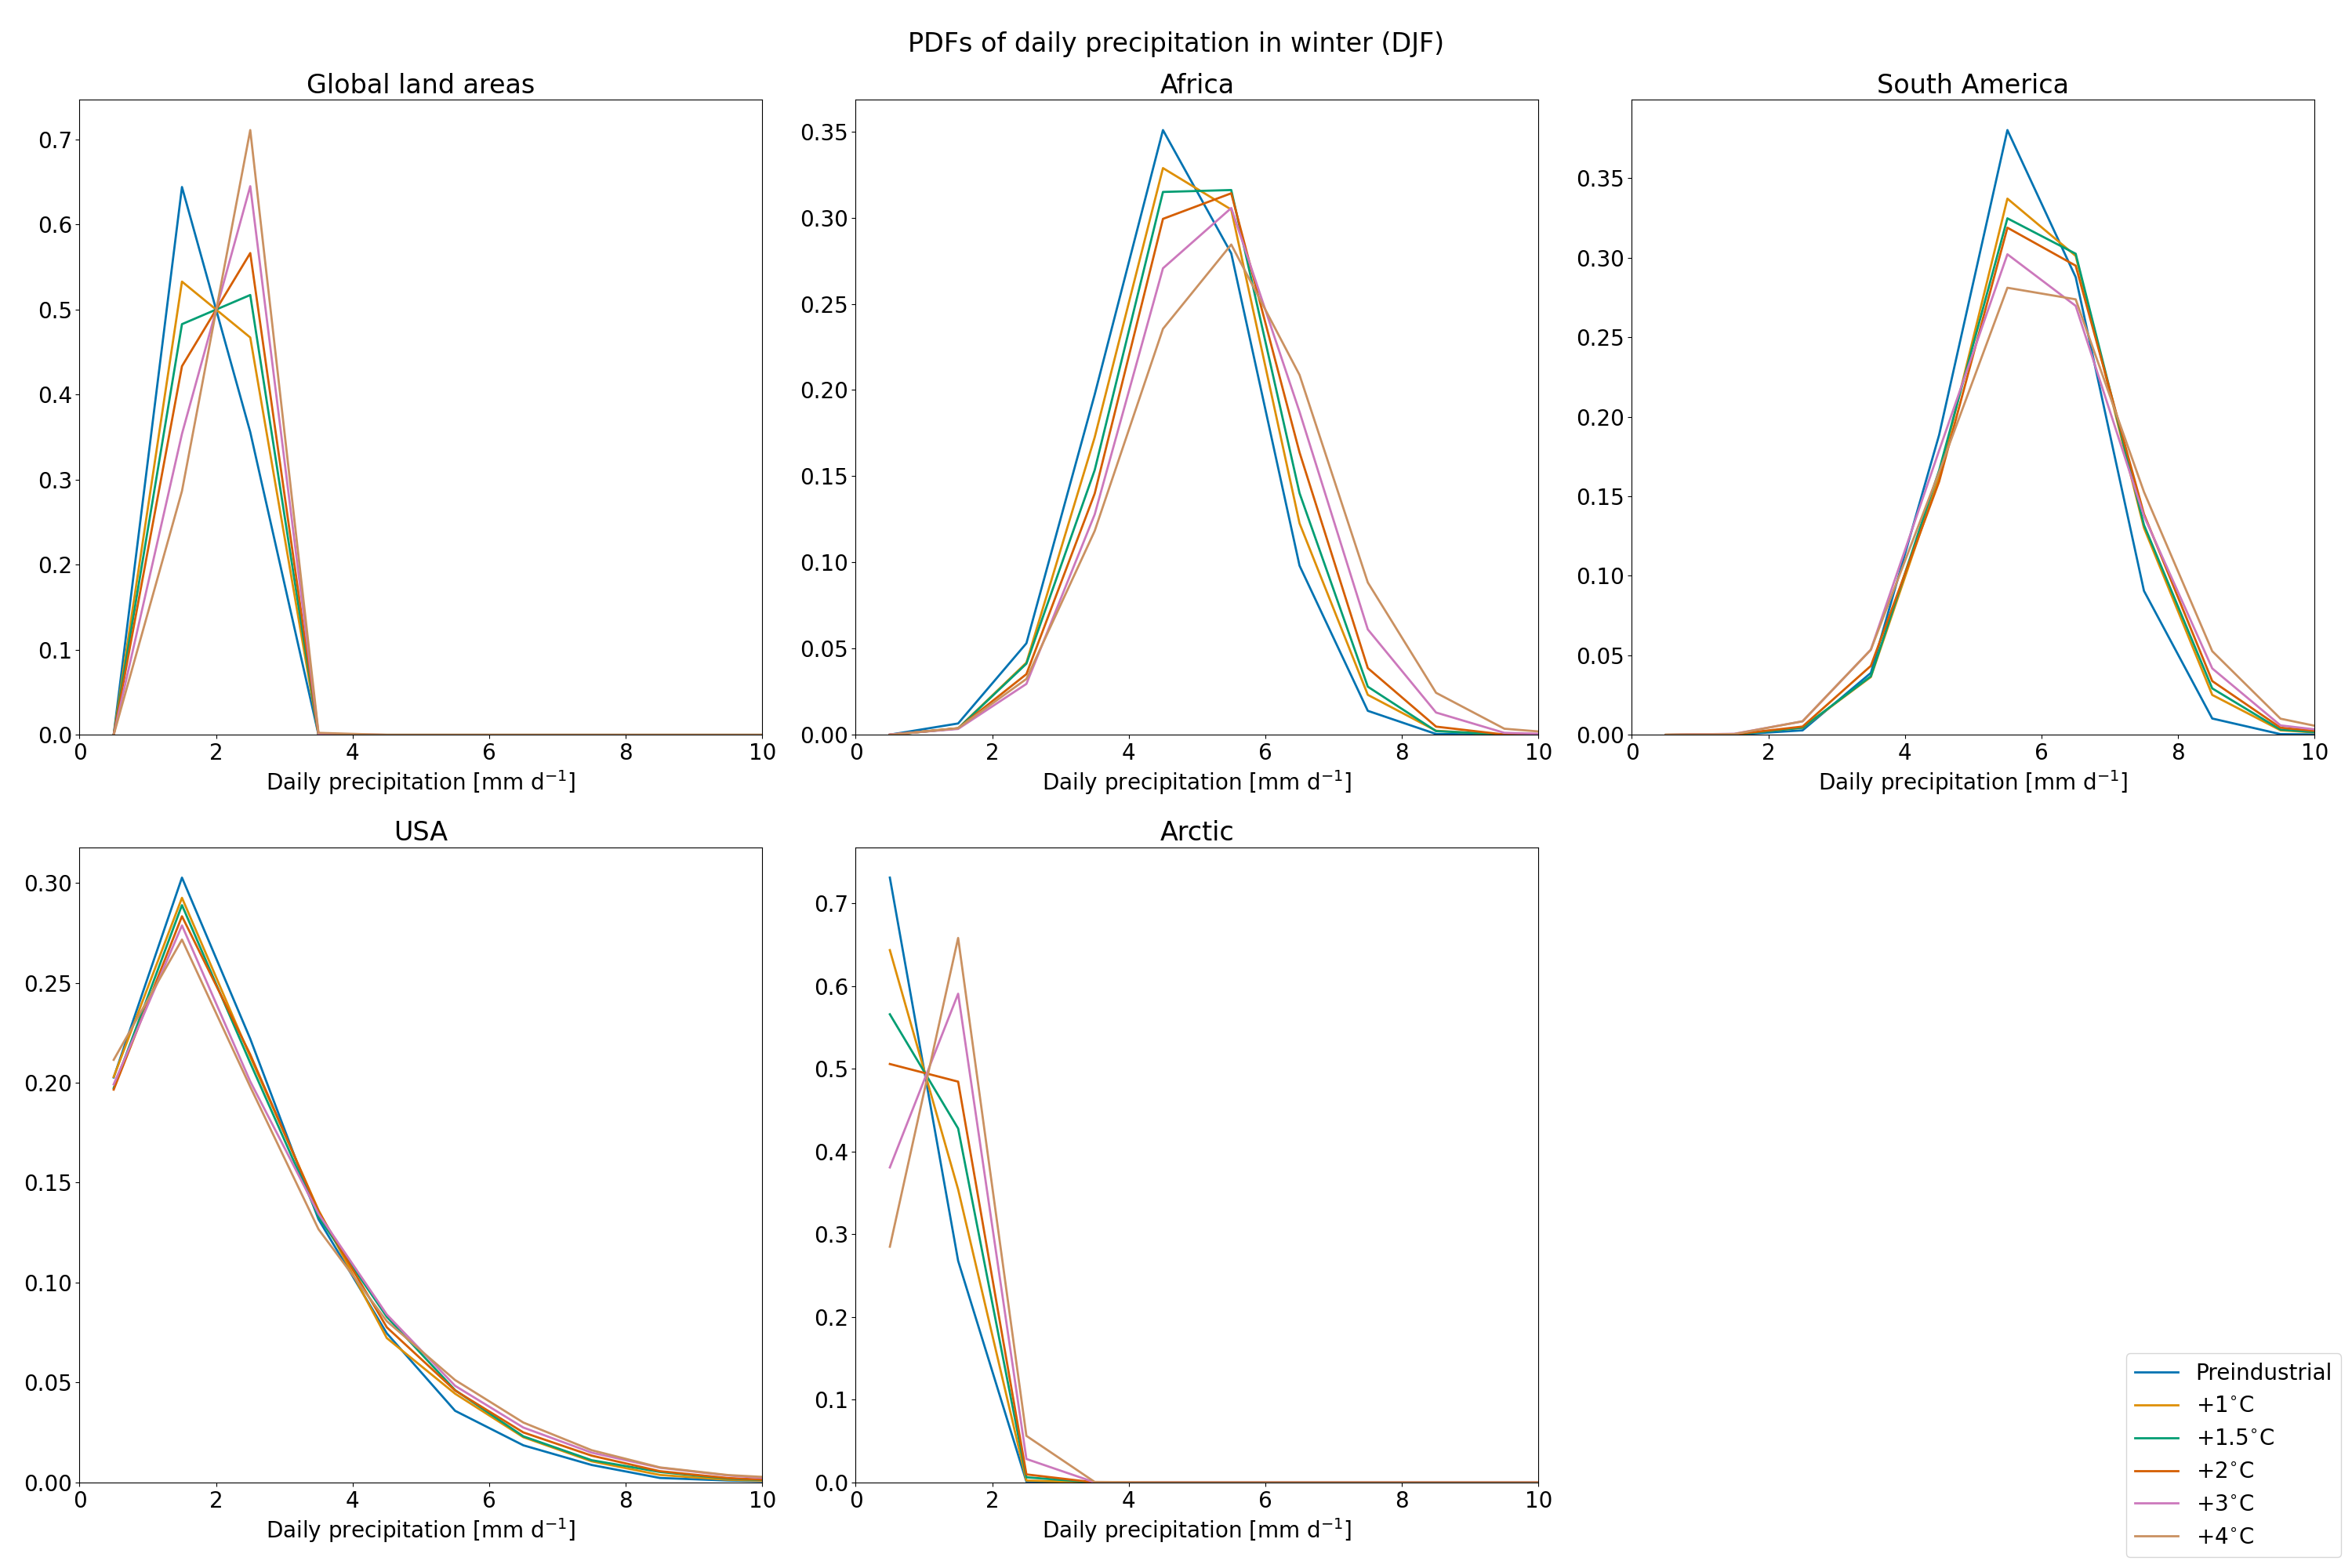 PDFs of daily precipitation in winter (DJF)
Global land areas
0.7
0.6
0.5
0.4
0.3
0.2
0.1
0.0
0 2 4 6 8 10
Daily precipitation [mm d⁻¹]
Africa
0.35
0.30
0.25
0.20
0.15
0.10
0.05
0.00
0 2 4 6 8 10
Daily precipitation [mm d⁻¹]
South America
0.35
0.30
0.25
0.20
0.15
0.10
0.05
0.00
0 2 4 6 8 10
Daily precipitation [mm d⁻¹]
USA
0.30
0.25
0.20
0.15
0.10
0.05
0.00
0 2 4 6 8 10
Daily precipitation [mm d⁻¹]
Arctic
0.7
0.6
0.5
0.4
0.3
0.2
0.1
0.0
0 2 4 6 8 10
Daily precipitation [mm d⁻¹]
Preindustrial
+1°C
+1.5°C
+2°C
+3°C
+4°C